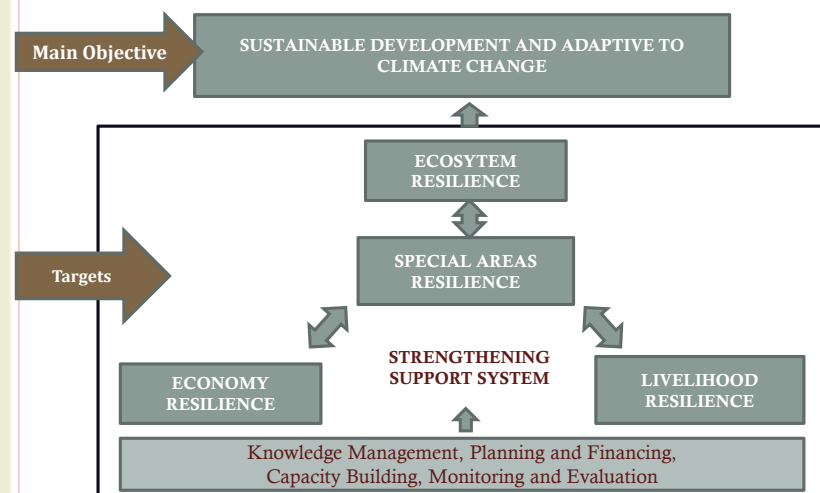 Main Objective
SUSTAINABLE DEVELOPMENT AND ADAPTIVE TO
CLIMATE CHANGE
ECOSYTEM
RESILIENCE
Targets
SPECIAL AREAS
RESILIENCE
STRENGTHENING
SUPPORT SYSTEM
ECONOMY
RESILIENCE
LIVELIHOOD
RESILIENCE
Knowledge Management, Planning and Financing,
Capacity Building, Monitoring and Evaluation